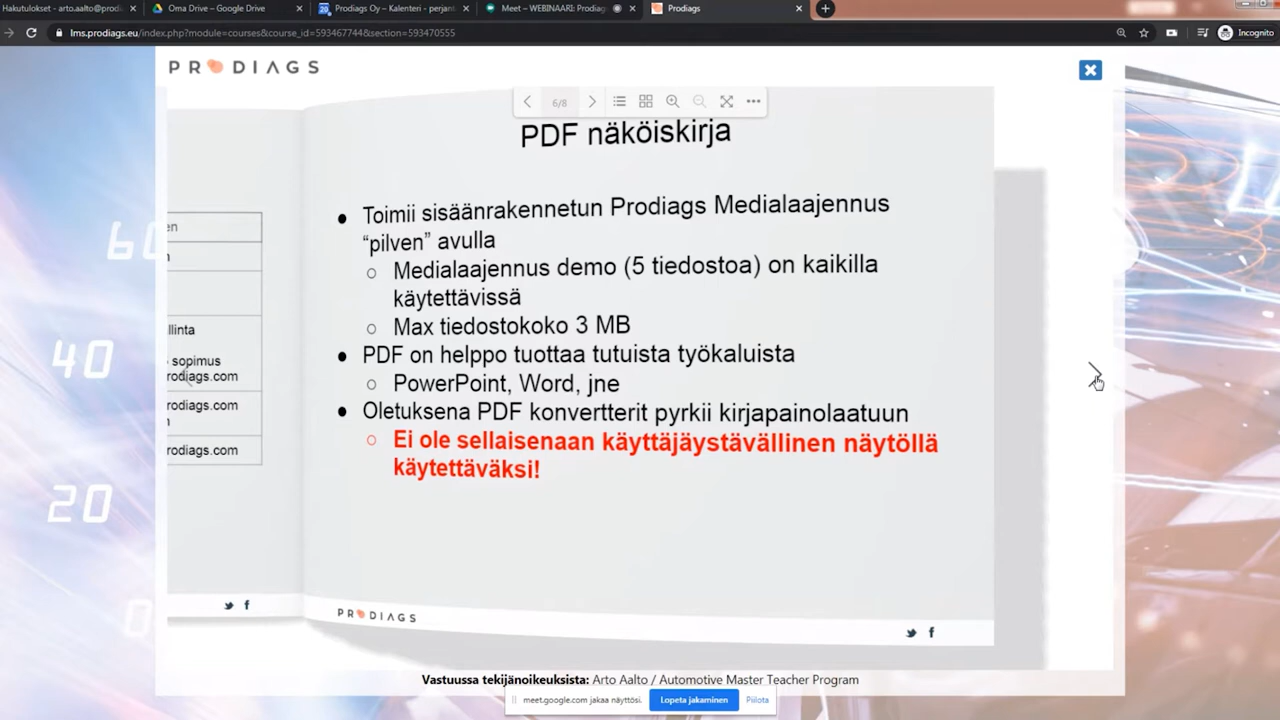 Hakutulokset - arto.aalto@prodi
Oma Drive – Google Drive
Prodiags Oy – Kalenteri - perjant
Meet – WEBINAARI: Prodiag
Prodiags
lms.prodiags.eu/index.php?module=courses&course_id=593467744&section=593470555
Incognito
PRODIAGS
6/8
PDF näköiskirja
Toimii sisäänrakennetun Prodiags Medialaajennus
“pilven” avulla
Medialaajennus demo (5 tiedostoa) on kaikilla
käytettävissä
Max tiedostokoko 3 MB
PDF on helppo tuottaa tutuista työkaluista
PowerPoint, Word, jne
Oletuksena PDF konvertterit pyrkii kirjapainolaatuun
Ei ole sellaisenaan käyttäjäystävällinen näytöllä
käytettäväksi!
en
llinta
sopimus
rodiags.com
rodiags.com
rodiags.com
PRODIAGS
60
40
20
0
Vastuussa tekijänoikeuksista: Arto Aalto / Automotive Master Teacher Program
meet.google.com jakaa näyttösi.
Lopeta jakaminen
Piilota